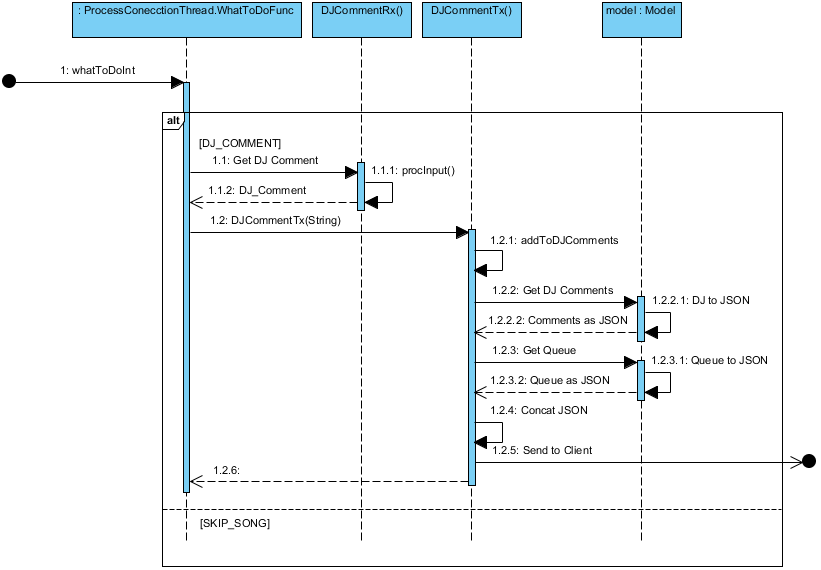 : ProcessConecctionThread.WhatToDoFunc
DJCommentRx()
DJCommentTx()
model : Model
1: whatToDoInt
alt
[DJ_COMMENT]
1.1: Get DJ Comment
1.1.1: procInput()
1.1.2: DJ_Comment
1.2: DJCommentTx(String)
1.2.1: addToDJComments
1.2.2: Get DJ Comments
1.2.2.1: DJ to JSON
1.2.2.2: Comments as JSON
1.2.3: Get Queue
1.2.3.1: Queue to JSON
1.2.3.2: Queue as JSON
1.2.4: Concat JSON
1.2.5: Send to Client
1.2.6:
[SKIP_SONG]